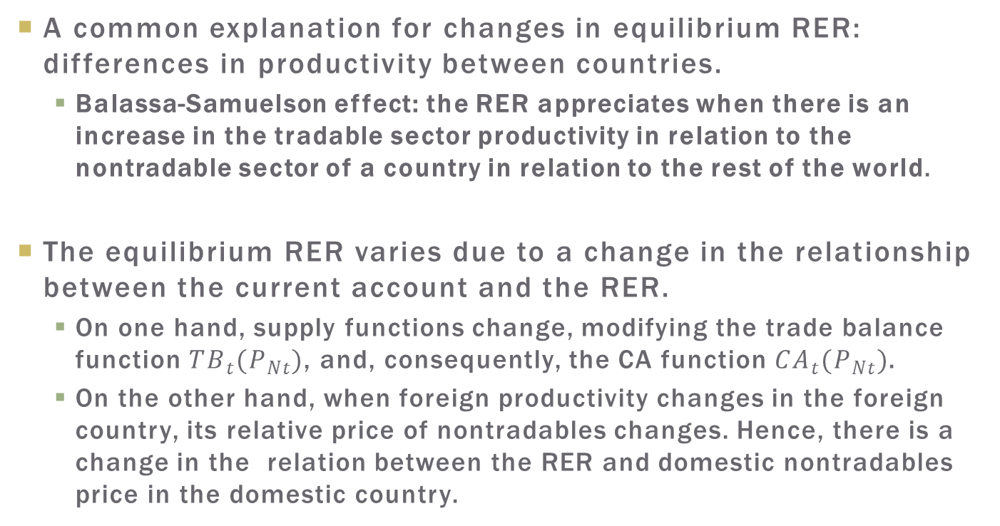 ▪ A common explanation for changes in equilibrium RER:
differences in productivity between countries.
▪ Balassa-Samuelson effect: the RER appreciates when there is an
increase in the tradable sector productivity in relation to the
nontradable sector of a country in relation to the rest of the world.
▪ The equilibrium RER varies due to a change in the relationship
between the current account and the RER.
▪ On one hand, supply functions change, modifying the trade balance
function $TB_t(P_{Nt})$, and, consequently, the CA function $CA_t(P_{Nt})$.
▪ On the other hand, when foreign productivity changes in the foreign
country, its relative price of nontradables changes. Hence, there is a
change in the relation between the RER and domestic nontradables
price in the domestic country.